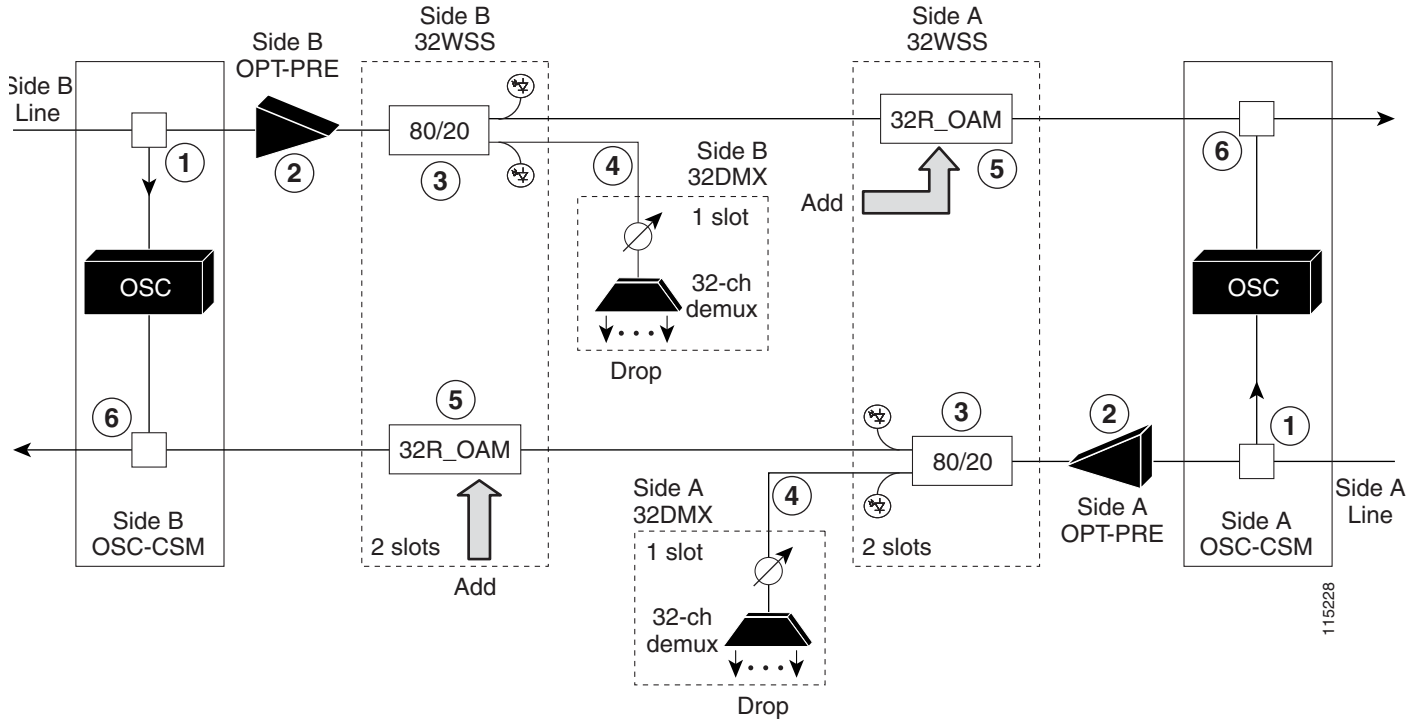 Side B
32WSS
Side A
32WSS
Side B
OPT-PRE
Side B
Line
80/20
32R_OAM
1
2
3
4
5
6
Side B
32DMX
1 slot
Add
OSC
32-ch
demux
Drop
OSC
6
5
3
2
1
32R_OAM
80/20
Side A
32DMX
4
Side A
OPT-PRE
Side A
Line
Side B
OSC-CSM
2 slots
Add
1 slot
2 slots
Side A
OSC-CSM
32-ch
demux
Drop
115228